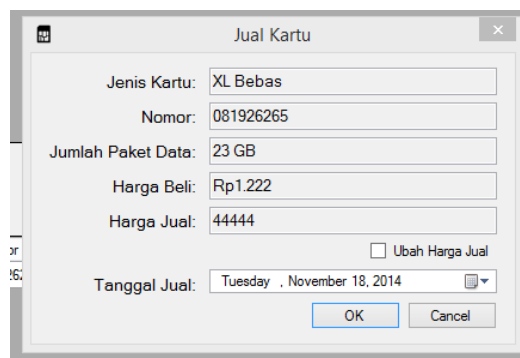 Jual Kartu
Jenis Kartu: XL Bebas
Nomor: 081926265
Jumlah Paket Data: 23 GB
Harga Beli: Rp1.222
Harga Jual: 44444
Ubah Harga Jual
Tanggal Jual: Tuesday , November 18, 2014
OK Cancel